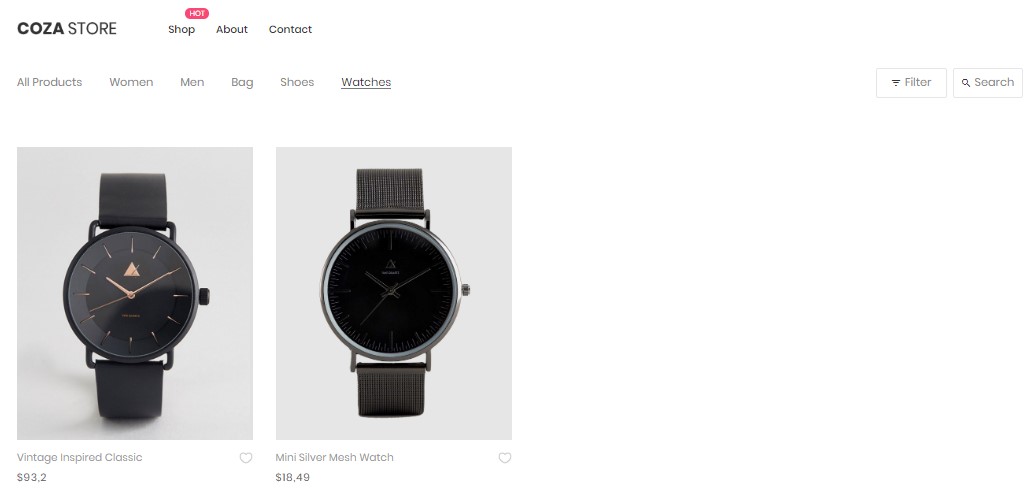 HOT
COZA STORE Shop About Contact
All Products Women Men Bag Shoes Watches Filter Search
Vintage Inspired Classic Mini Silver Mesh Watch
$93,2 $18,49